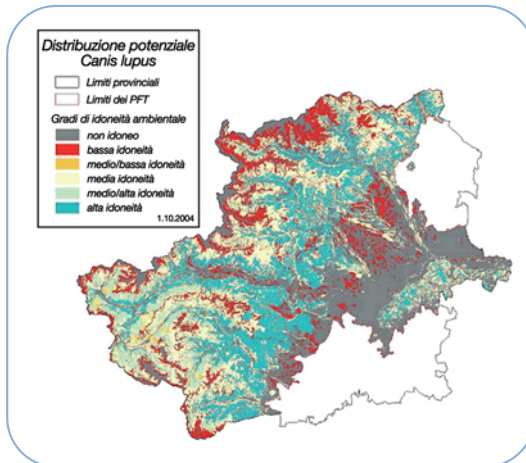 Distribuzione potenziale
Canis lupus
Limiti provinciali
Limiti dei PFT
Gradi di idoneità ambientale
non idoneo
bassa idoneità
medio/bassa idoneità
media idoneità
medio/alta idoneità
alta idoneità
1.10.2004